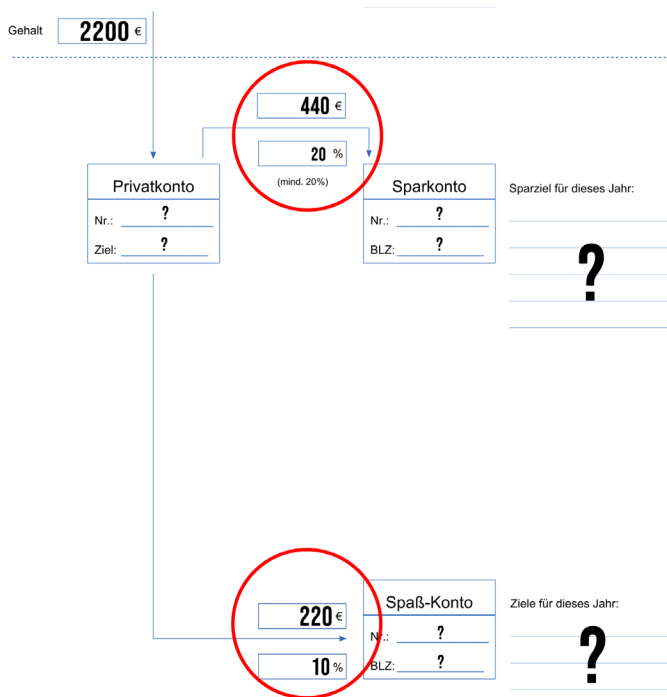 Gehalt 2200 €
440 €
20 %
(mind. 20%)
Privatkonto
Nr.: ?
Ziel: ?
Sparkonto
Nr.: ?
BLZ: ?
Sparziel für dieses Jahr:
?
220 €
10 %
Spaß-Konto
Nr.: ?
BLZ: ?
Ziele für dieses Jahr:
?